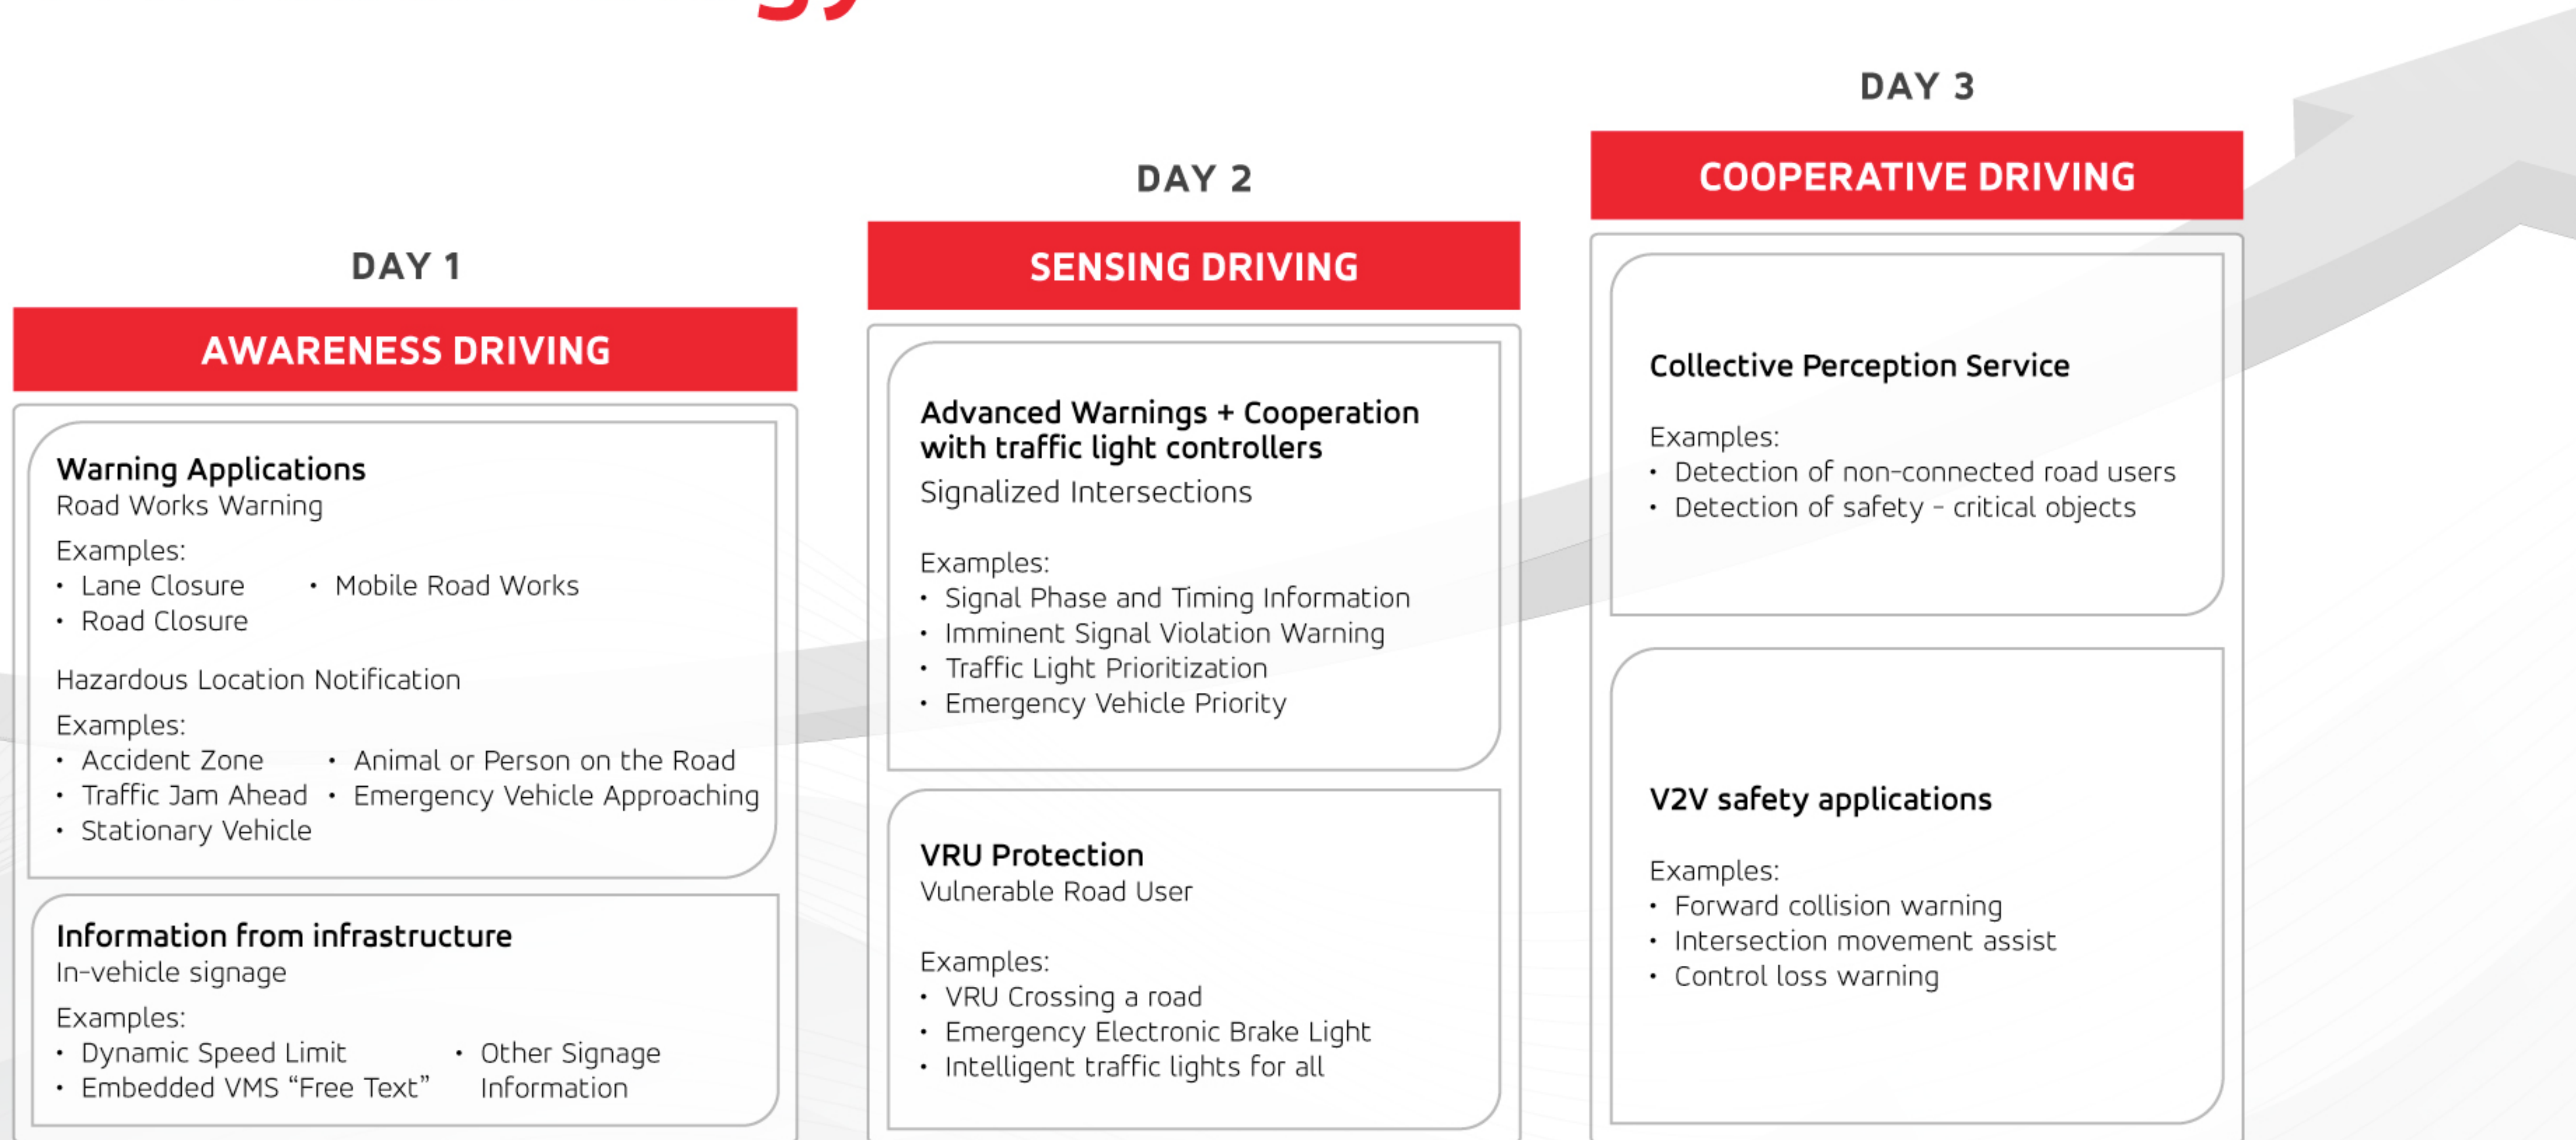 DAY 1
AWARENESS DRIVING
Warning Applications
Road Works Warning
Examples:
• Lane Closure • Mobile Road Works
• Road Closure
Hazardous Location Notification
Examples:
• Accident Zone • Animal or Person on the Road
• Traffic Jam Ahead • Emergency Vehicle Approaching
• Stationary Vehicle
Information from infrastructure
In-vehicle signage
Examples:
• Dynamic Speed Limit • Other Signage
• Embedded VMS “Free Text” Information
DAY 2
SENSING DRIVING
Advanced Warnings + Cooperation
with traffic light controllers
Signalized Intersections
Examples:
• Signal Phase and Timing Information
• Imminent Signal Violation Warning
• Traffic Light Prioritization
• Emergency Vehicle Priority
VRU Protection
Vulnerable Road User
Examples:
• VRU Crossing a road
• Emergency Electronic Brake Light
• Intelligent traffic lights for all
DAY 3
COOPERATIVE DRIVING
Collective Perception Service
Examples:
• Detection of non-connected road users
• Detection of safety - critical objects
V2V safety applications
Examples:
• Forward collision warning
• Intersection movement assist
• Control loss warning